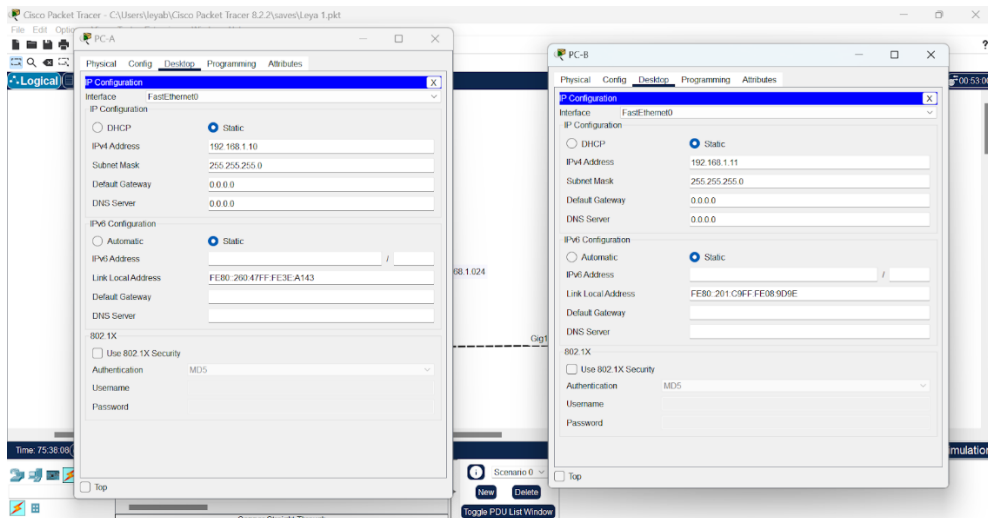 Cisco Packet Tracer - C:\Users\leyab\Cisco Packet Tracer 8.2.2\saves\Leya 1.pkt
File Edit
Logical
PC-A
Physical Config Desktop Programming Attributes
IP Configuration X
Interface FastEthernet0
IP Configuration
DHCP Static
IPv4 Address 192.168.1.10
Subnet Mask 255.255.255.0
Default Gateway 0.0.0.0
DNS Server 0.0.0.0
IPv6 Configuration
Automatic Static
IPv6 Address /
Link Local Address FE80::260:47FF:FE3E:A143
Default Gateway
DNS Server
802.1X
Use 802.1X Security
Authentication MD5
Username
Password
Top
PC-B
Physical Config Desktop Programming Attributes
IP Configuration X
Interface FastEthernet0
IP Configuration
DHCP Static
IPv4 Address 192.168.1.11
Subnet Mask 255.255.255.0
Default Gateway 0.0.0.0
DNS Server 0.0.0.0
IPv6 Configuration
Automatic Static
IPv6 Address /
Link Local Address FE80::201:C9FF:FE08:9D9E
Default Gateway
DNS Server
802.1X
Use 802.1X Security
Authentication MD5
Username
Password
Top
68.1.024
Gig1
Time: 75:38:08
Scenario 0
New Delete
Toggle PDU List Window